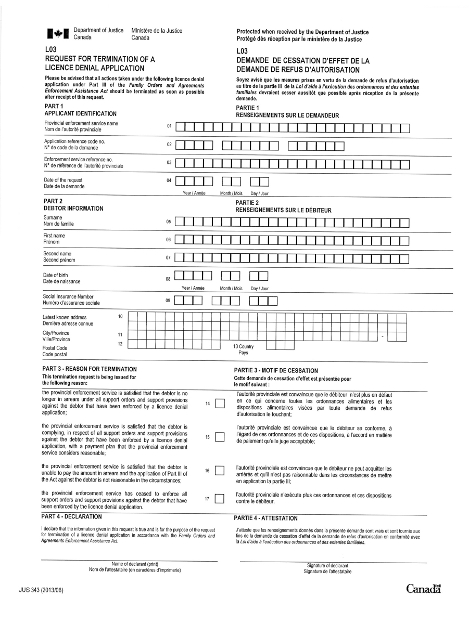 Department of Justice Canada
Ministère de la Justice Canada
Protected when received by the Department of Justice
Protégé dès réception par le ministère de la Justice
L03
REQUEST FOR TERMINATION OF A
LICENCE DENIAL APPLICATION
L03
DEMANDE DE CESSATION D'EFFET DE LA
DEMANDE DE REFUS D'AUTORISATION
Please be advised that all actions taken under the following licence denial
application under Part III of the Family Orders and Agreements
Enforcement Assistance Act should be terminated as soon as possible
after receipt of this request.
Soyez avisé que les mesures prises en vertu de la demande de refus d'autorisation
au titre de la partie III de la Loi d'aide à l'exécution des ordonnances et des ententes
familiales devraient cesser aussitôt que possible après réception de la présente
demande.
PART 1
APPLICANT IDENTIFICATION
PARTIE 1
RENSEIGNEMENTS SUR LE DEMANDEUR
Provincial enforcement service name
Nom de l'autorité provinciale
01
Application reference code no.
N° de code de la demande
02
Enforcement service reference no.
N° de référence de l'autorité provinciale
03
Date of the request
Date de la demande
04
Year / Année Month / Mois Day / Jour
PART 2
DEBTOR INFORMATION
PARTIE 2
RENSEIGNEMENTS SUR LE DÉBITEUR
Surname
Nom de famille
05
First name
Prénom
06
Second name
Second prénom
07
Date of birth
Date de naissance
08
Year / Année Month / Mois Day / Jour
Social Insurance Number
Numéro d'assurance sociale
09
Latest known address
Dernière adresse connue
10
City/Province
Ville/Province
11
Postal Code
Code postal
12
-
13 Country
Pays
PART 3 - REASON FOR TERMINATION
This termination request is being issued for
the following reason:
PARTIE 3 - MOTIF DE CESSATION
Cette demande de cessation d'effet est présentée pour
le motif suivant :
the provincial enforcement service is satisfied that the debtor is no
longer in arrears under all support orders and support provisions
against the debtor that have been enforced by a licence denial
application;
14
l'autorité provinciale est convaincue que le débiteur n'est plus en défaut
en ce qui concerne toutes les ordonnances alimentaires et les
dispositions alimentaires visées par toute demande de refus
d'autorisation le touchant;
the provincial enforcement service is satisfied that the debtor is
complying, in respect of all support orders and support provisions
against the debtor that have been enforced by a licence denial
application, with a payment plan that the provincial enforcement
service considers reasonable;
15
l'autorité provinciale est convaincue que le débiteur se conforme, à
l'égard de ces ordonnances et de ces dispositions, à l'accord en matière
de paiement qu'elle juge acceptable;
the provincial enforcement service is satisfied that the debtor is
unable to pay the amount in arrears and the application of Part III of
the Act against the debtor is not reasonable in the circumstances;
16
l'autorité provinciale est convaincue que le débiteur ne peut acquitter les
arriérés et qu'il n'est pas raisonnable dans les circonstances de mettre
en application la partie III;
the provincial enforcement service has ceased to enforce all
support orders and support provisions against the debtor that have
been enforced by the licence denial application.
17
l'autorité provinciale n'exécute plus ces ordonnances et ces dispositions
contre le débiteur.
PART 4 - DECLARATION
PARTIE 4 - ATTESTATION
I declare that the information given in this request is true and is for the purpose of the request
for termination of a licence denial application in accordance with the Family Orders and
Agreements Enforcement Assistance Act.
J'atteste que les renseignements donnés dans la présente demande sont vrais et sont fournis aux
fins de la demande de cessation d'effet de la demande de refus d'autorisation en conformité avec
la Loi d'aide à l'exécution des ordonnances et des ententes familiales.
Name of declarant (print)
Nom de l'attestataire (en caractères d'imprimerie)
Signature of declarant
Signature de l'attestataire
JUS 343 (2013/08)
Canada